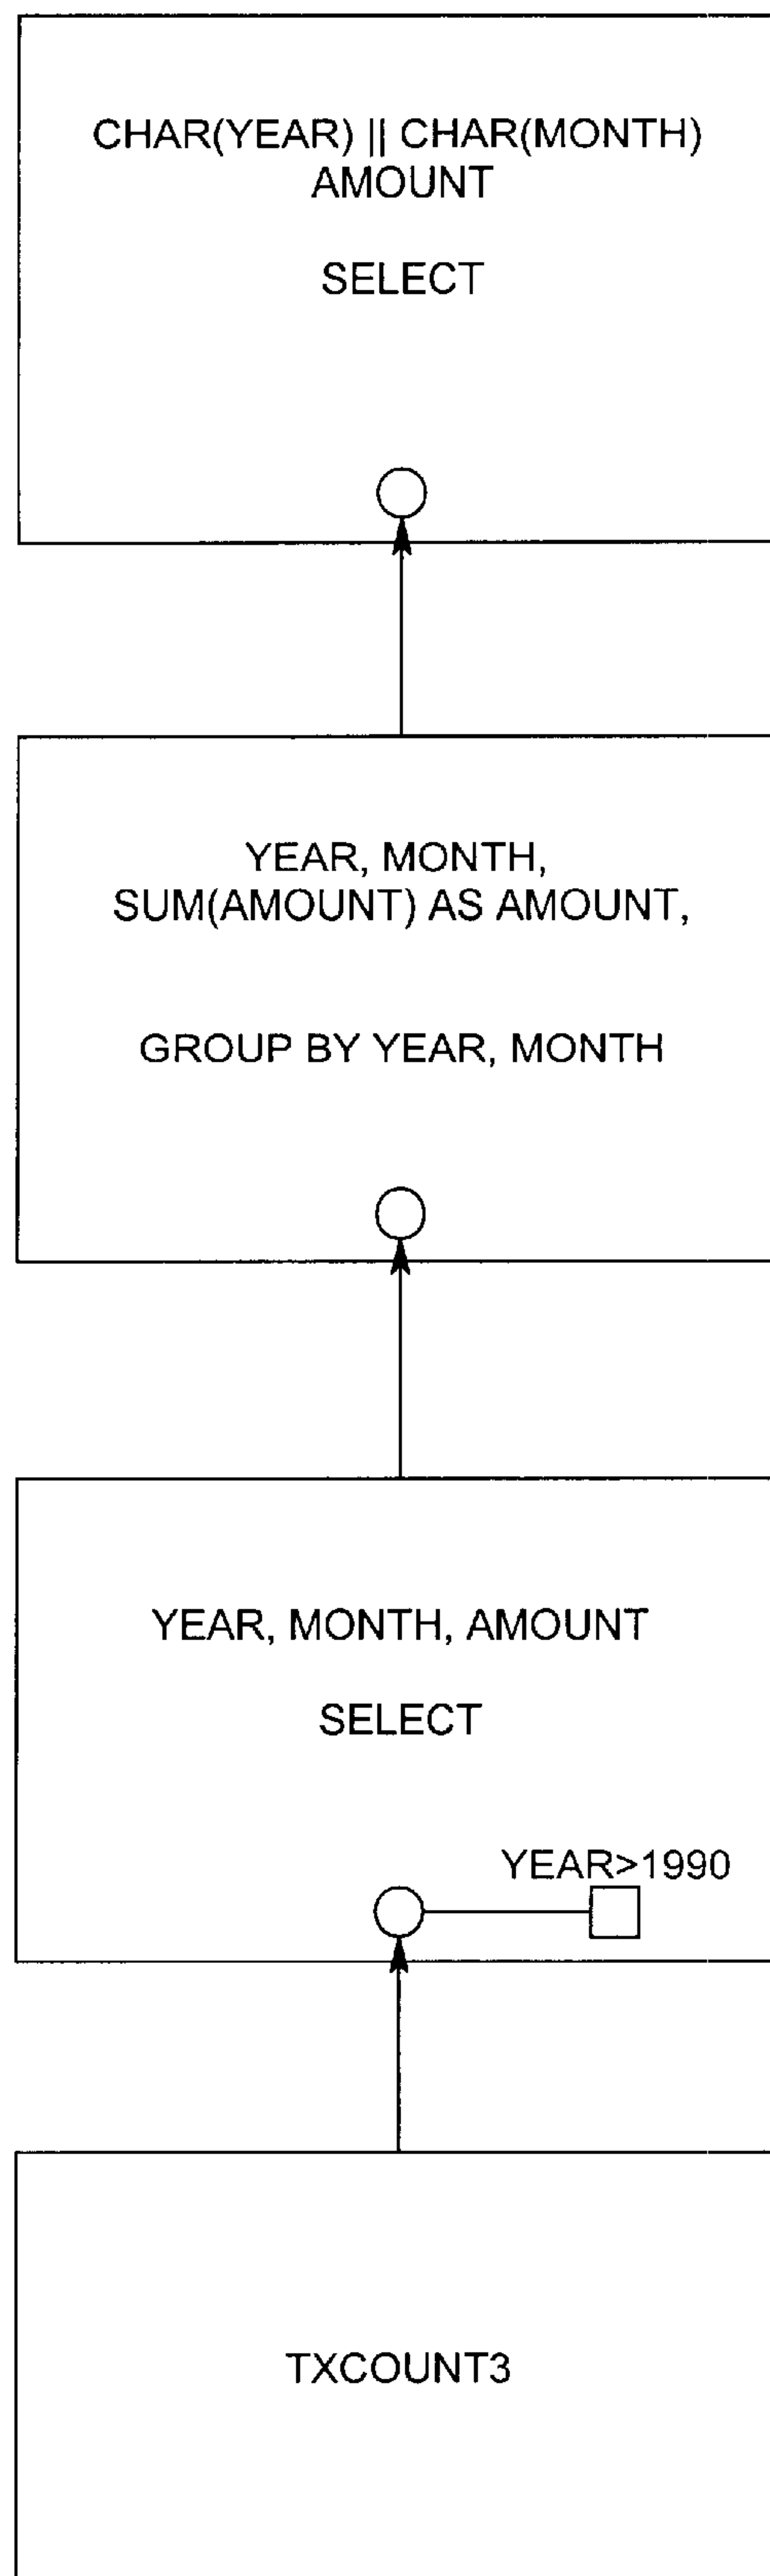 CHAR(YEAR) || CHAR(MONTH)
AMOUNT
SELECT
YEAR, MONTH,
SUM(AMOUNT) AS AMOUNT,
GROUP BY YEAR, MONTH
YEAR, MONTH, AMOUNT
SELECT
YEAR>1990
TXCOUNT3